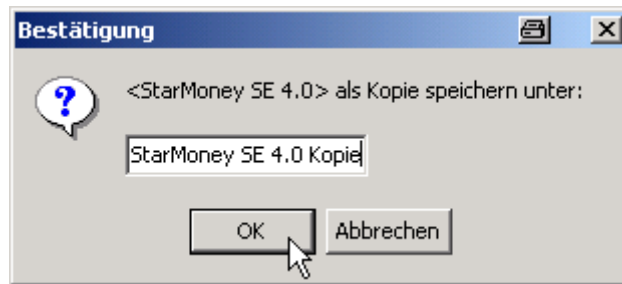 Bestätigung
<StarMoney SE 4.0> als Kopie speichern unter:
StarMoney SE 4.0 Kopie
OK
Abbrechen